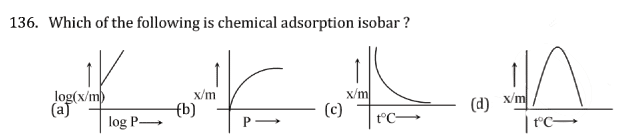 136. Which of the following is chemical adsorption isobar ?
log(x/m)
(a)
log P
x/m
(b)
P
x/m
(c)
t°C
x/m
(d)
t°C